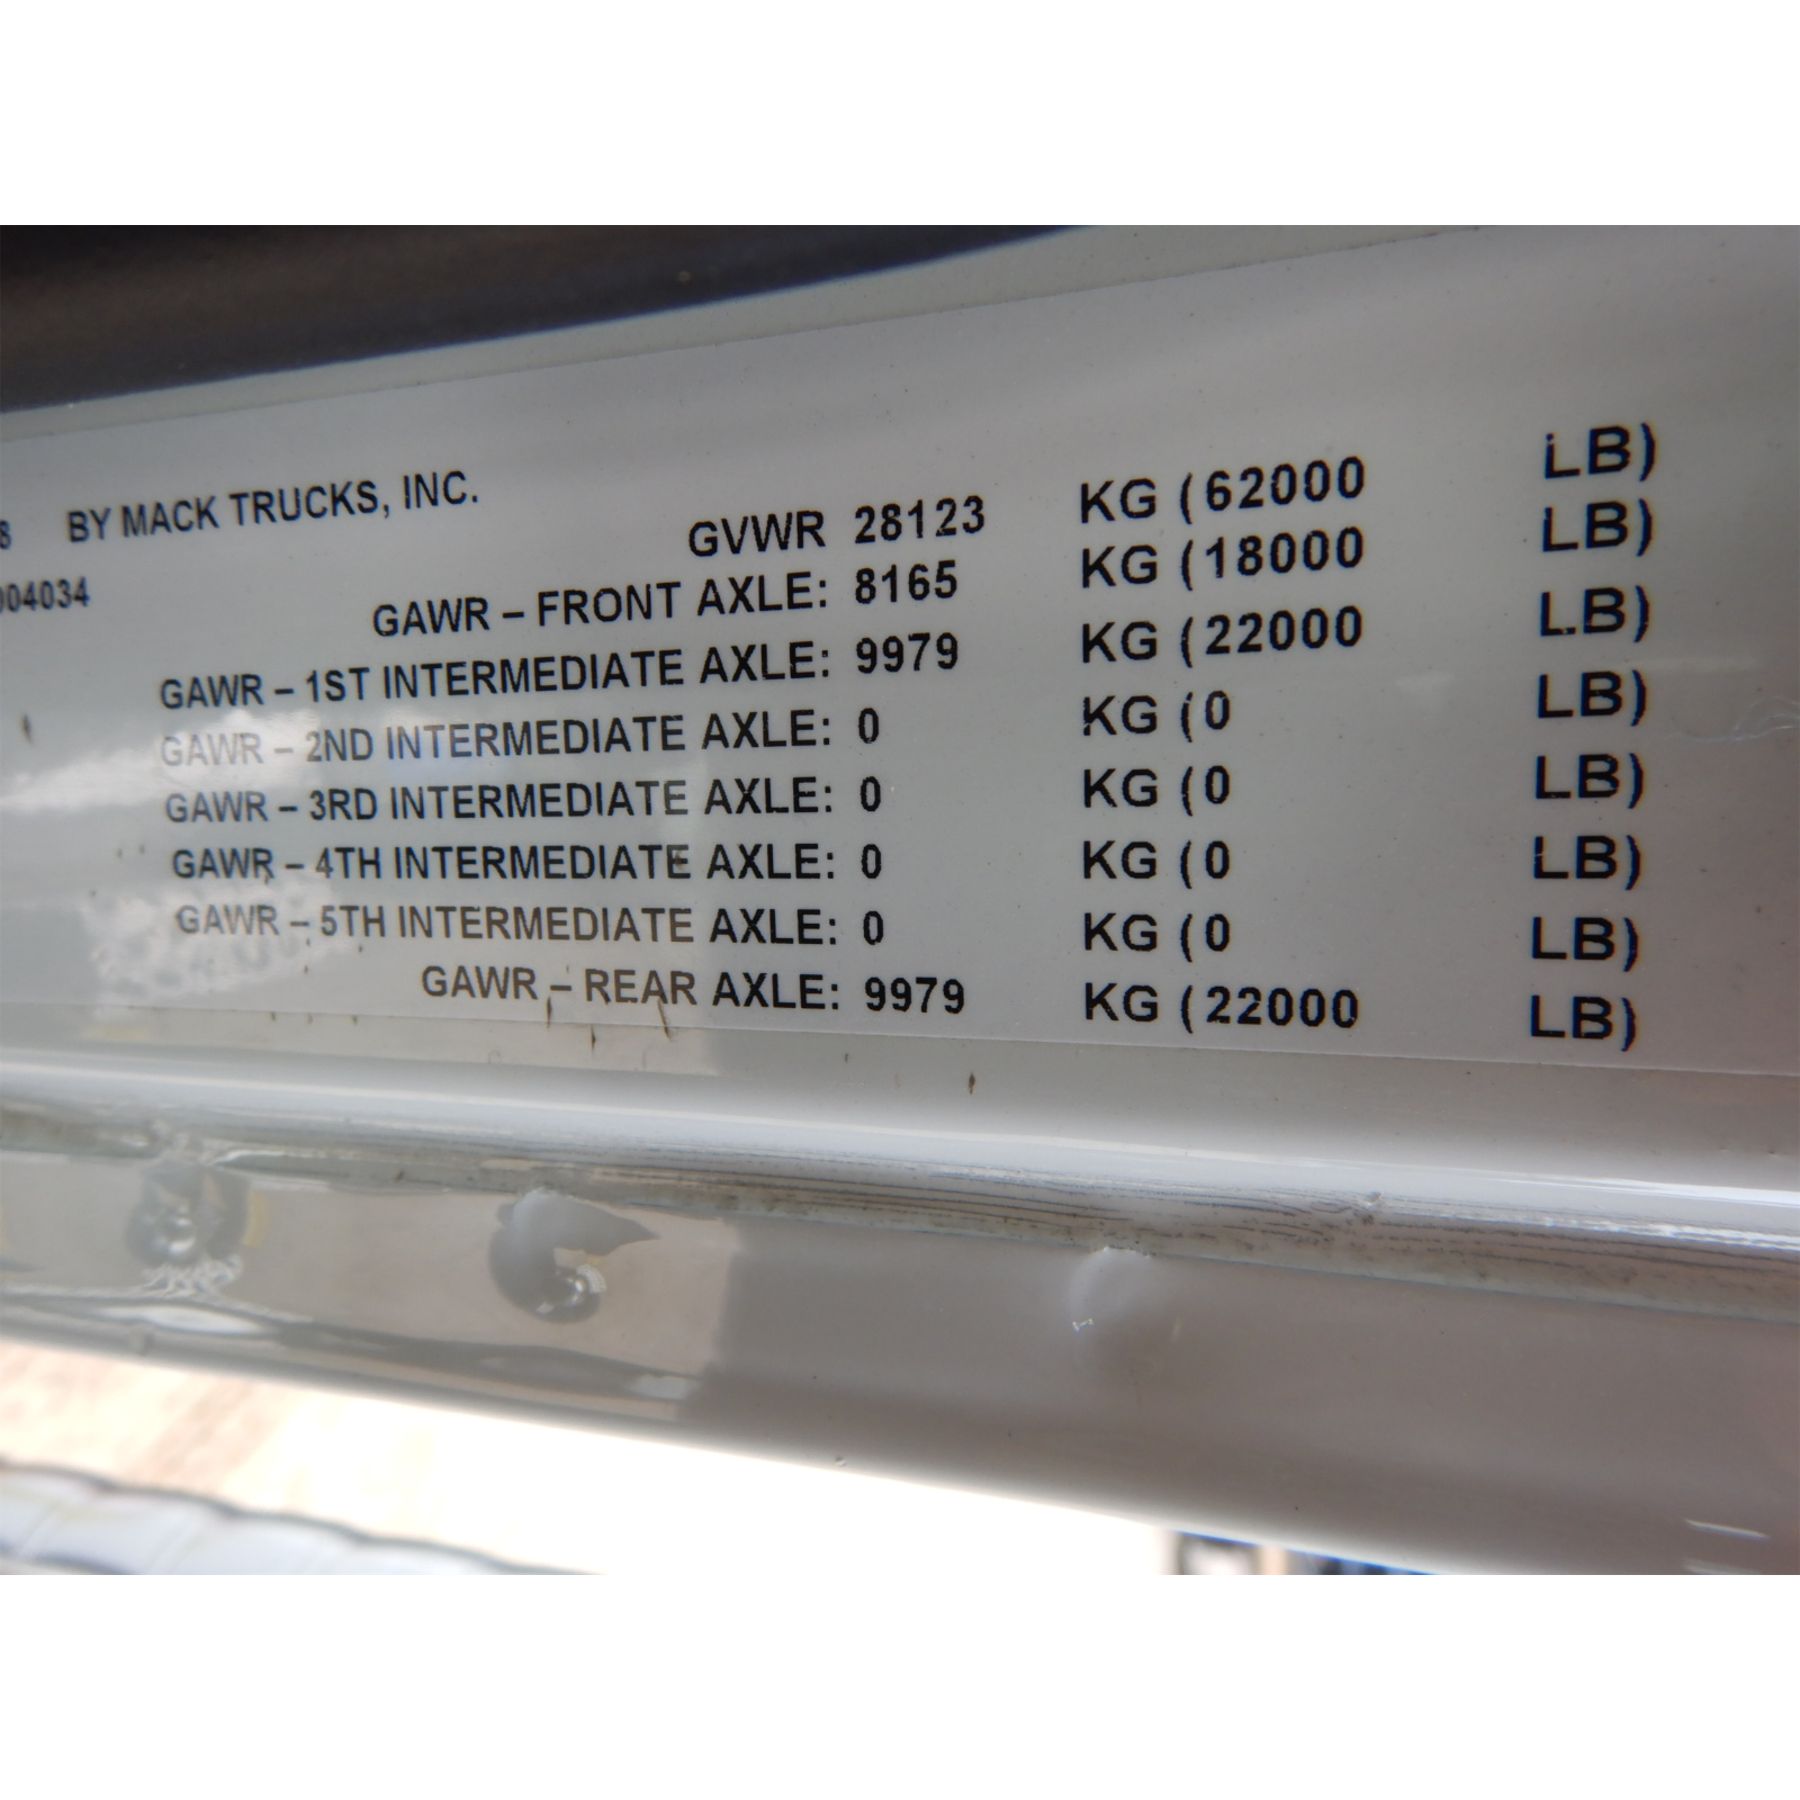 8 BY MACK TRUCKS, INC.
004034
GVWR 28123 KG (62000 LB)
GAWR – FRONT AXLE: 8165 KG (18000 LB)
GAWR – 1ST INTERMEDIATE AXLE: 9979 KG (22000 LB)
GAWR – 2ND INTERMEDIATE AXLE: 0 KG (0 LB)
GAWR – 3RD INTERMEDIATE AXLE: 0 KG (0 LB)
GAWR – 4TH INTERMEDIATE AXLE: 0 KG (0 LB)
GAWR – 5TH INTERMEDIATE AXLE: 0 KG (0 LB)
GAWR – REAR AXLE: 9979 KG (22000 LB)